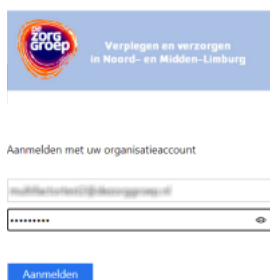 de
zorg
groep
Verplegen en verzorgen
in Noord- en Midden-Limburg
Aanmelden met uw organisatieaccount
•••••••••
Aanmelden